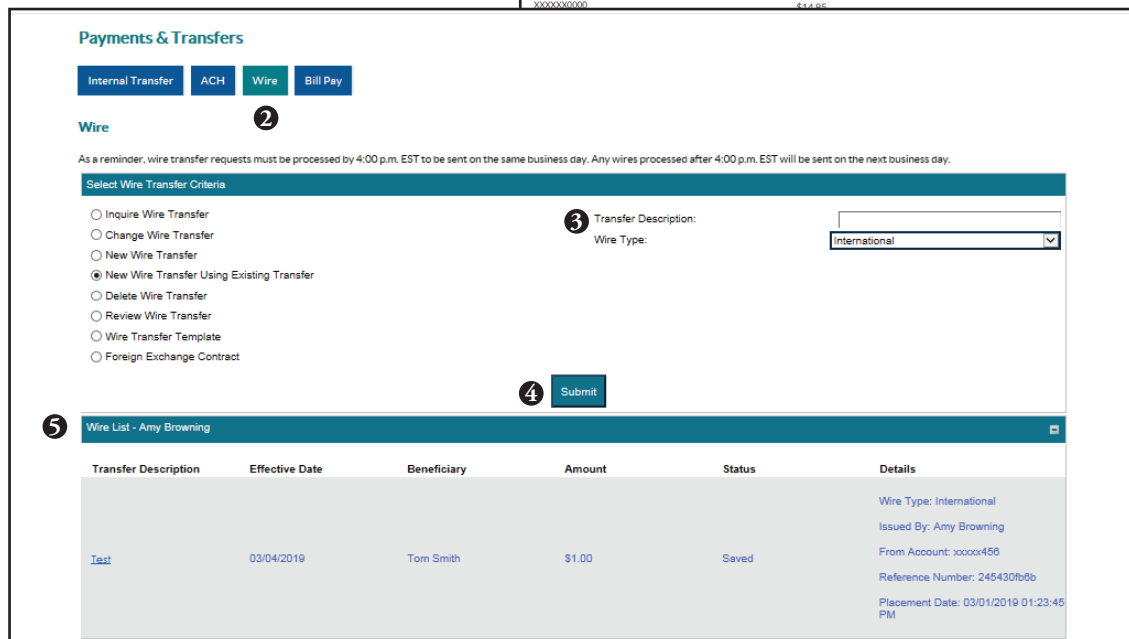 XXXXXX0000 $14.95
Payments & Transfers
Internal Transfer ACH Wire Bill Pay
2
Wire
As a reminder, wire transfer requests must be processed by 4:00 p.m. EST to be sent on the same business day. Any wires processed after 4:00 p.m. EST will be sent on the next business day.
Select Wire Transfer Criteria
Inquire Wire Transfer
Change Wire Transfer
New Wire Transfer
New Wire Transfer Using Existing Transfer
Delete Wire Transfer
Review Wire Transfer
Wire Transfer Template
Foreign Exchange Contract
3 Transfer Description:
Wire Type: International
4 Submit
5 Wire List - Amy Browning
Transfer Description Effective Date Beneficiary Amount Status Details
Test 03/04/2019 Tom Smith $1.00 Saved
Wire Type: International
Issued By: Amy Browning
From Account: xxxxx456
Reference Number: 245430fb6b
Placement Date: 03/01/2019 01:23:45
PM